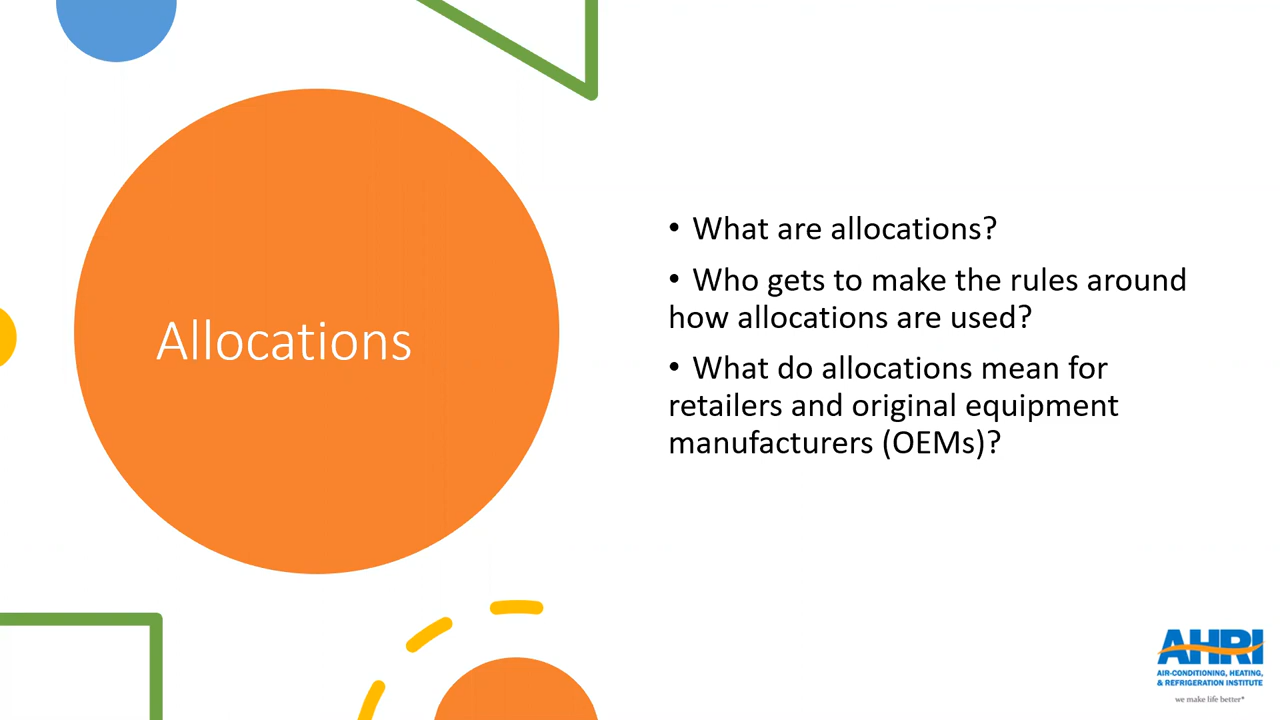 Allocations
• What are allocations?
• Who gets to make the rules around
how allocations are used?
• What do allocations mean for
retailers and original equipment
manufacturers (OEMs)?
AHRI
AIR-CONDITIONING, HEATING,
& REFRIGERATION INSTITUTE
we make life better*